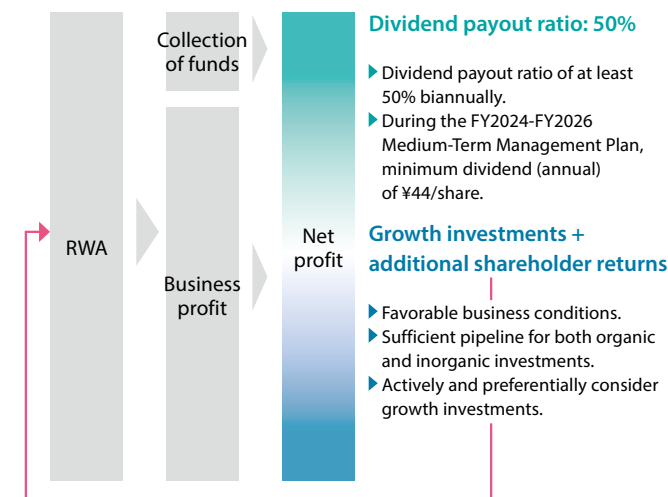 RWA
Collection
of funds
Business
profit
Net
profit
Dividend payout ratio: 50%
Dividend payout ratio of at least
50% biannually.
During the FY2024-FY2026
Medium-Term Management Plan,
minimum dividend (annual)
of ¥44/share.
Growth investments +
additional shareholder returns
Favorable business conditions.
Sufficient pipeline for both organic
and inorganic investments.
Actively and preferentially consider
growth investments.